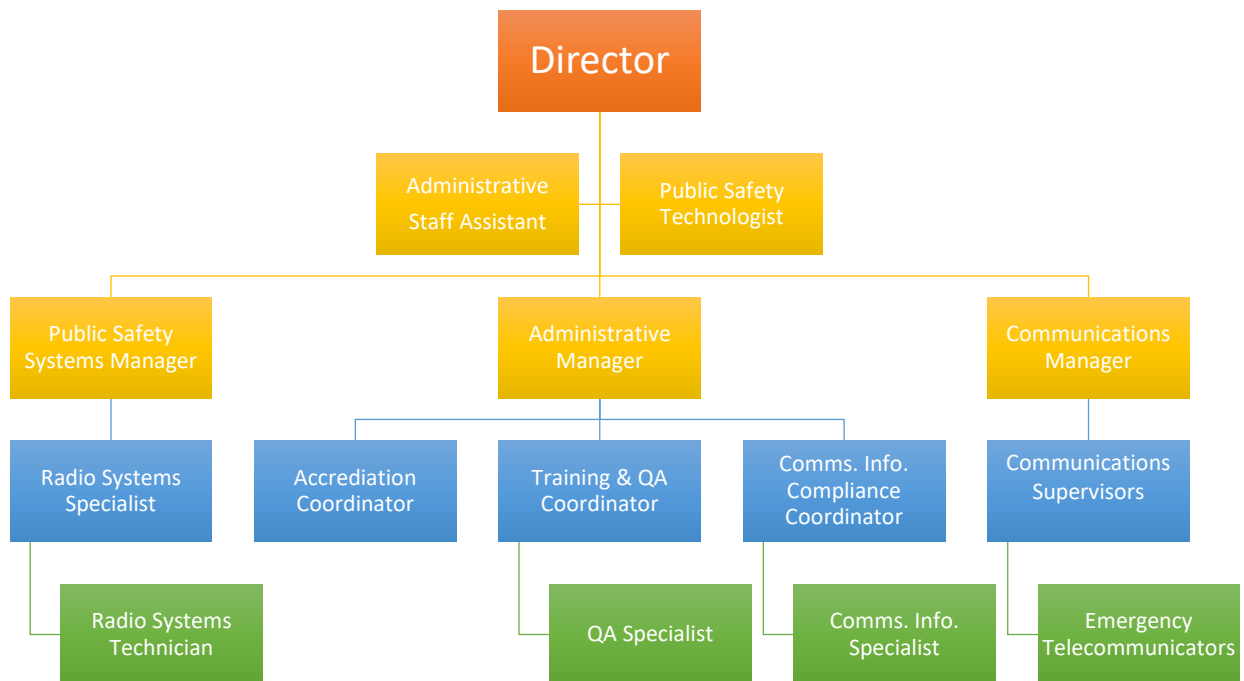 Director
Administrative
Staff Assistant
Public Safety
Technologist
Public Safety
Systems Manager
Administrative
Manager
Communications
Manager
Radio Systems
Specialist
Accrediation
Coordinator
Training & QA
Coordinator
Comms. Info.
Compliance
Coordinator
Communications
Supervisors
Radio Systems
Technician
QA Specialist
Comms. Info.
Specialist
Emergency
Telecommunicators